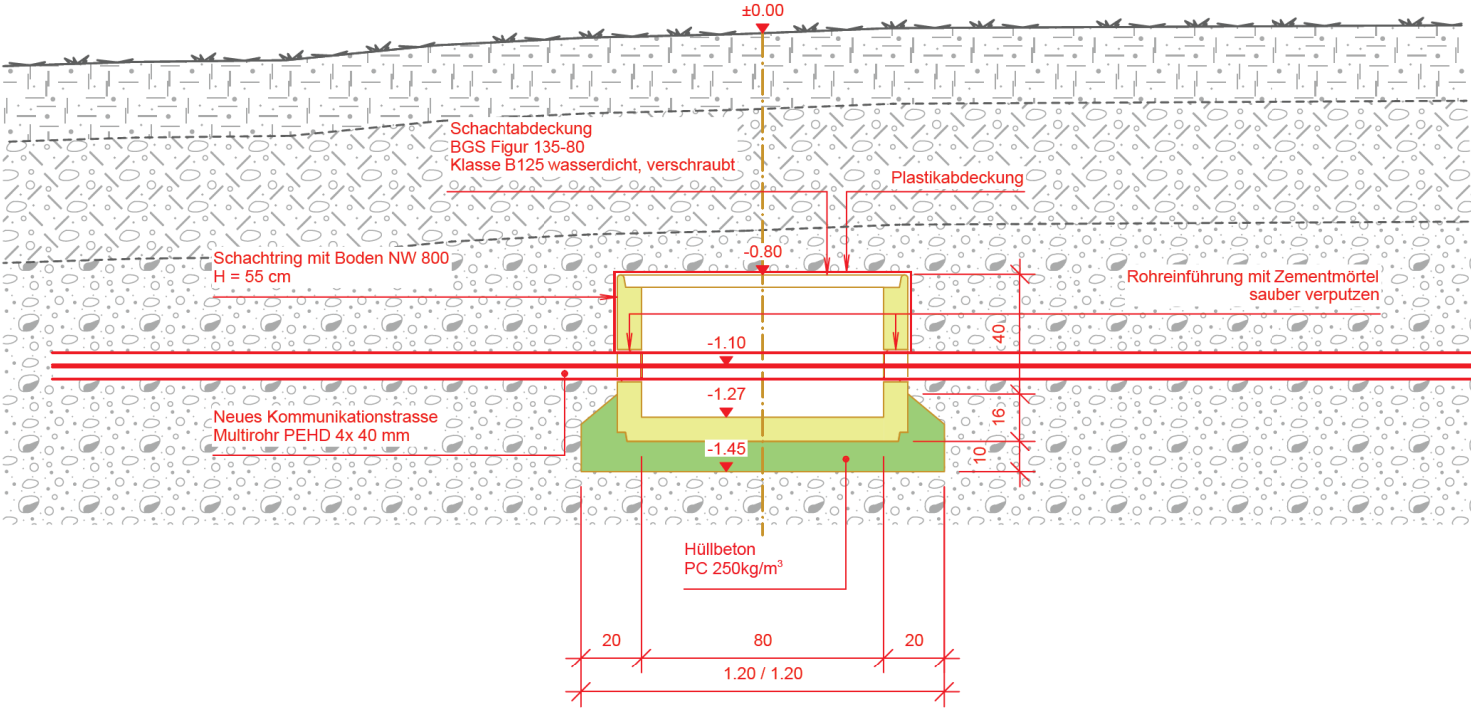 ±0.00
Schachtabdeckung
BGS Figur 135-80
Klasse B125 wasserdicht, verschraubt
Plastikabdeckung
-0.80
Schachtring mit Boden NW 800
H = 55 cm
Rohreinführung mit Zementmörtel
sauber verputzen
40
-1.10
-1.27
Neues Kommunikationstrasse
Multirohr PEHD 4x 40 mm
16
-1.45
10
Hüllbeton
PC 250kg/m³
20
80
20
1.20 / 1.20